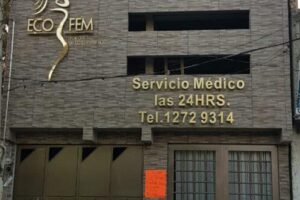 ECO FEM
Servicio Médico
las 24HRS.
Tel.1272 9314